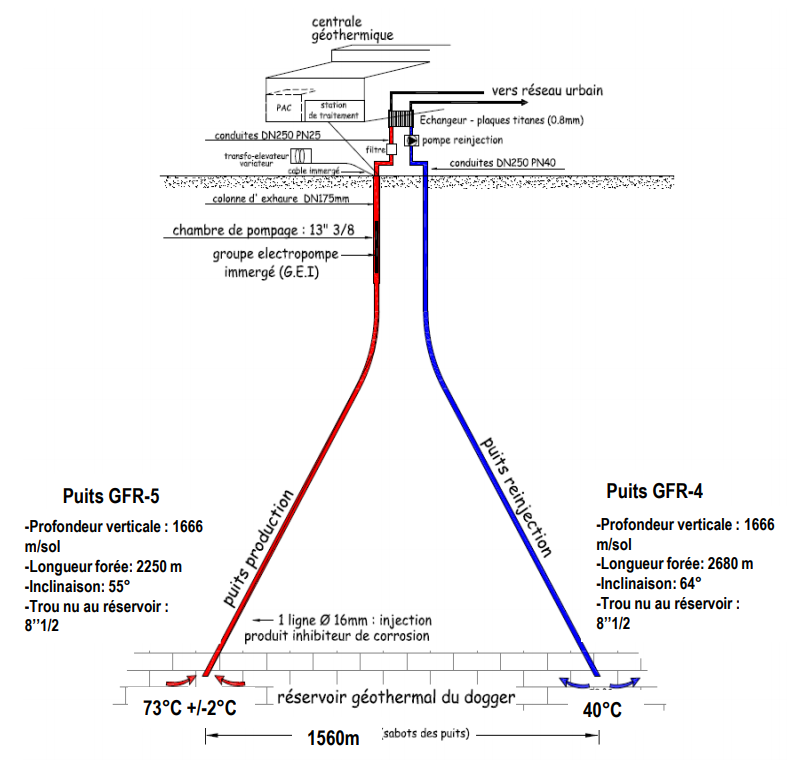 centrale
géothermique
vers réseau urbain
PAC
station
de traitement
Echangeur - plaques titanes (0.8mm)
conduites DN250 PN25
pompe reinjection
filtre
transfo-elevateur
variateur
cable immergé
conduites DN250 PN40
colonne d' exhaure DN175mm
chambre de pompage : 13" 3/8
groupe electropompe
immergé (G.E.I)
puits production
puits reinjection
Puits GFR-5
-Profondeur verticale : 1666
m/sol
-Longueur forée: 2250 m
-Inclinaison: 55°
-Trou nu au réservoir :
8’’1/2
Puits GFR-4
-Profondeur verticale : 1666
m/sol
-Longueur forée: 2680 m
-Inclinaison: 64°
-Trou nu au réservoir :
8’’1/2
1 ligne Ø 16mm : injection
produit inhibiteur de corrosion
réservoir géothermal du dogger
73°C +/-2°C
40°C
1560m
(sabots des puits)